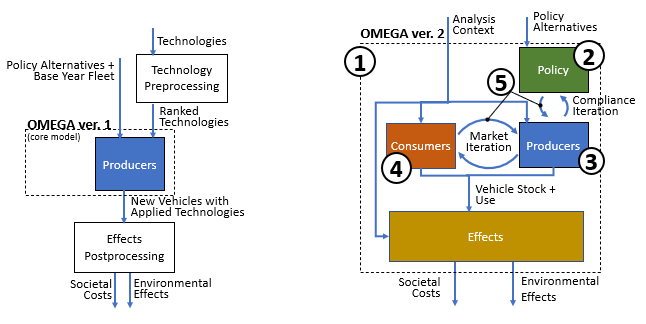 Technologies
Policy Alternatives +
Base Year Fleet
Technology
Preprocessing
Ranked
Technologies
OMEGA ver. 1
(core model)
Producers
New Vehicles with
Applied Technologies
Effects
Postprocessing
Societal
Costs
Environmental
Effects
OMEGA ver. 2
Analysis
Context
Policy
Alternatives
1
2
Policy
5
Compliance
Iteration
Consumers
Market
Iteration
Producers
4
3
Vehicle Stock +
Use
Effects
Societal
Costs
Environmental
Effects